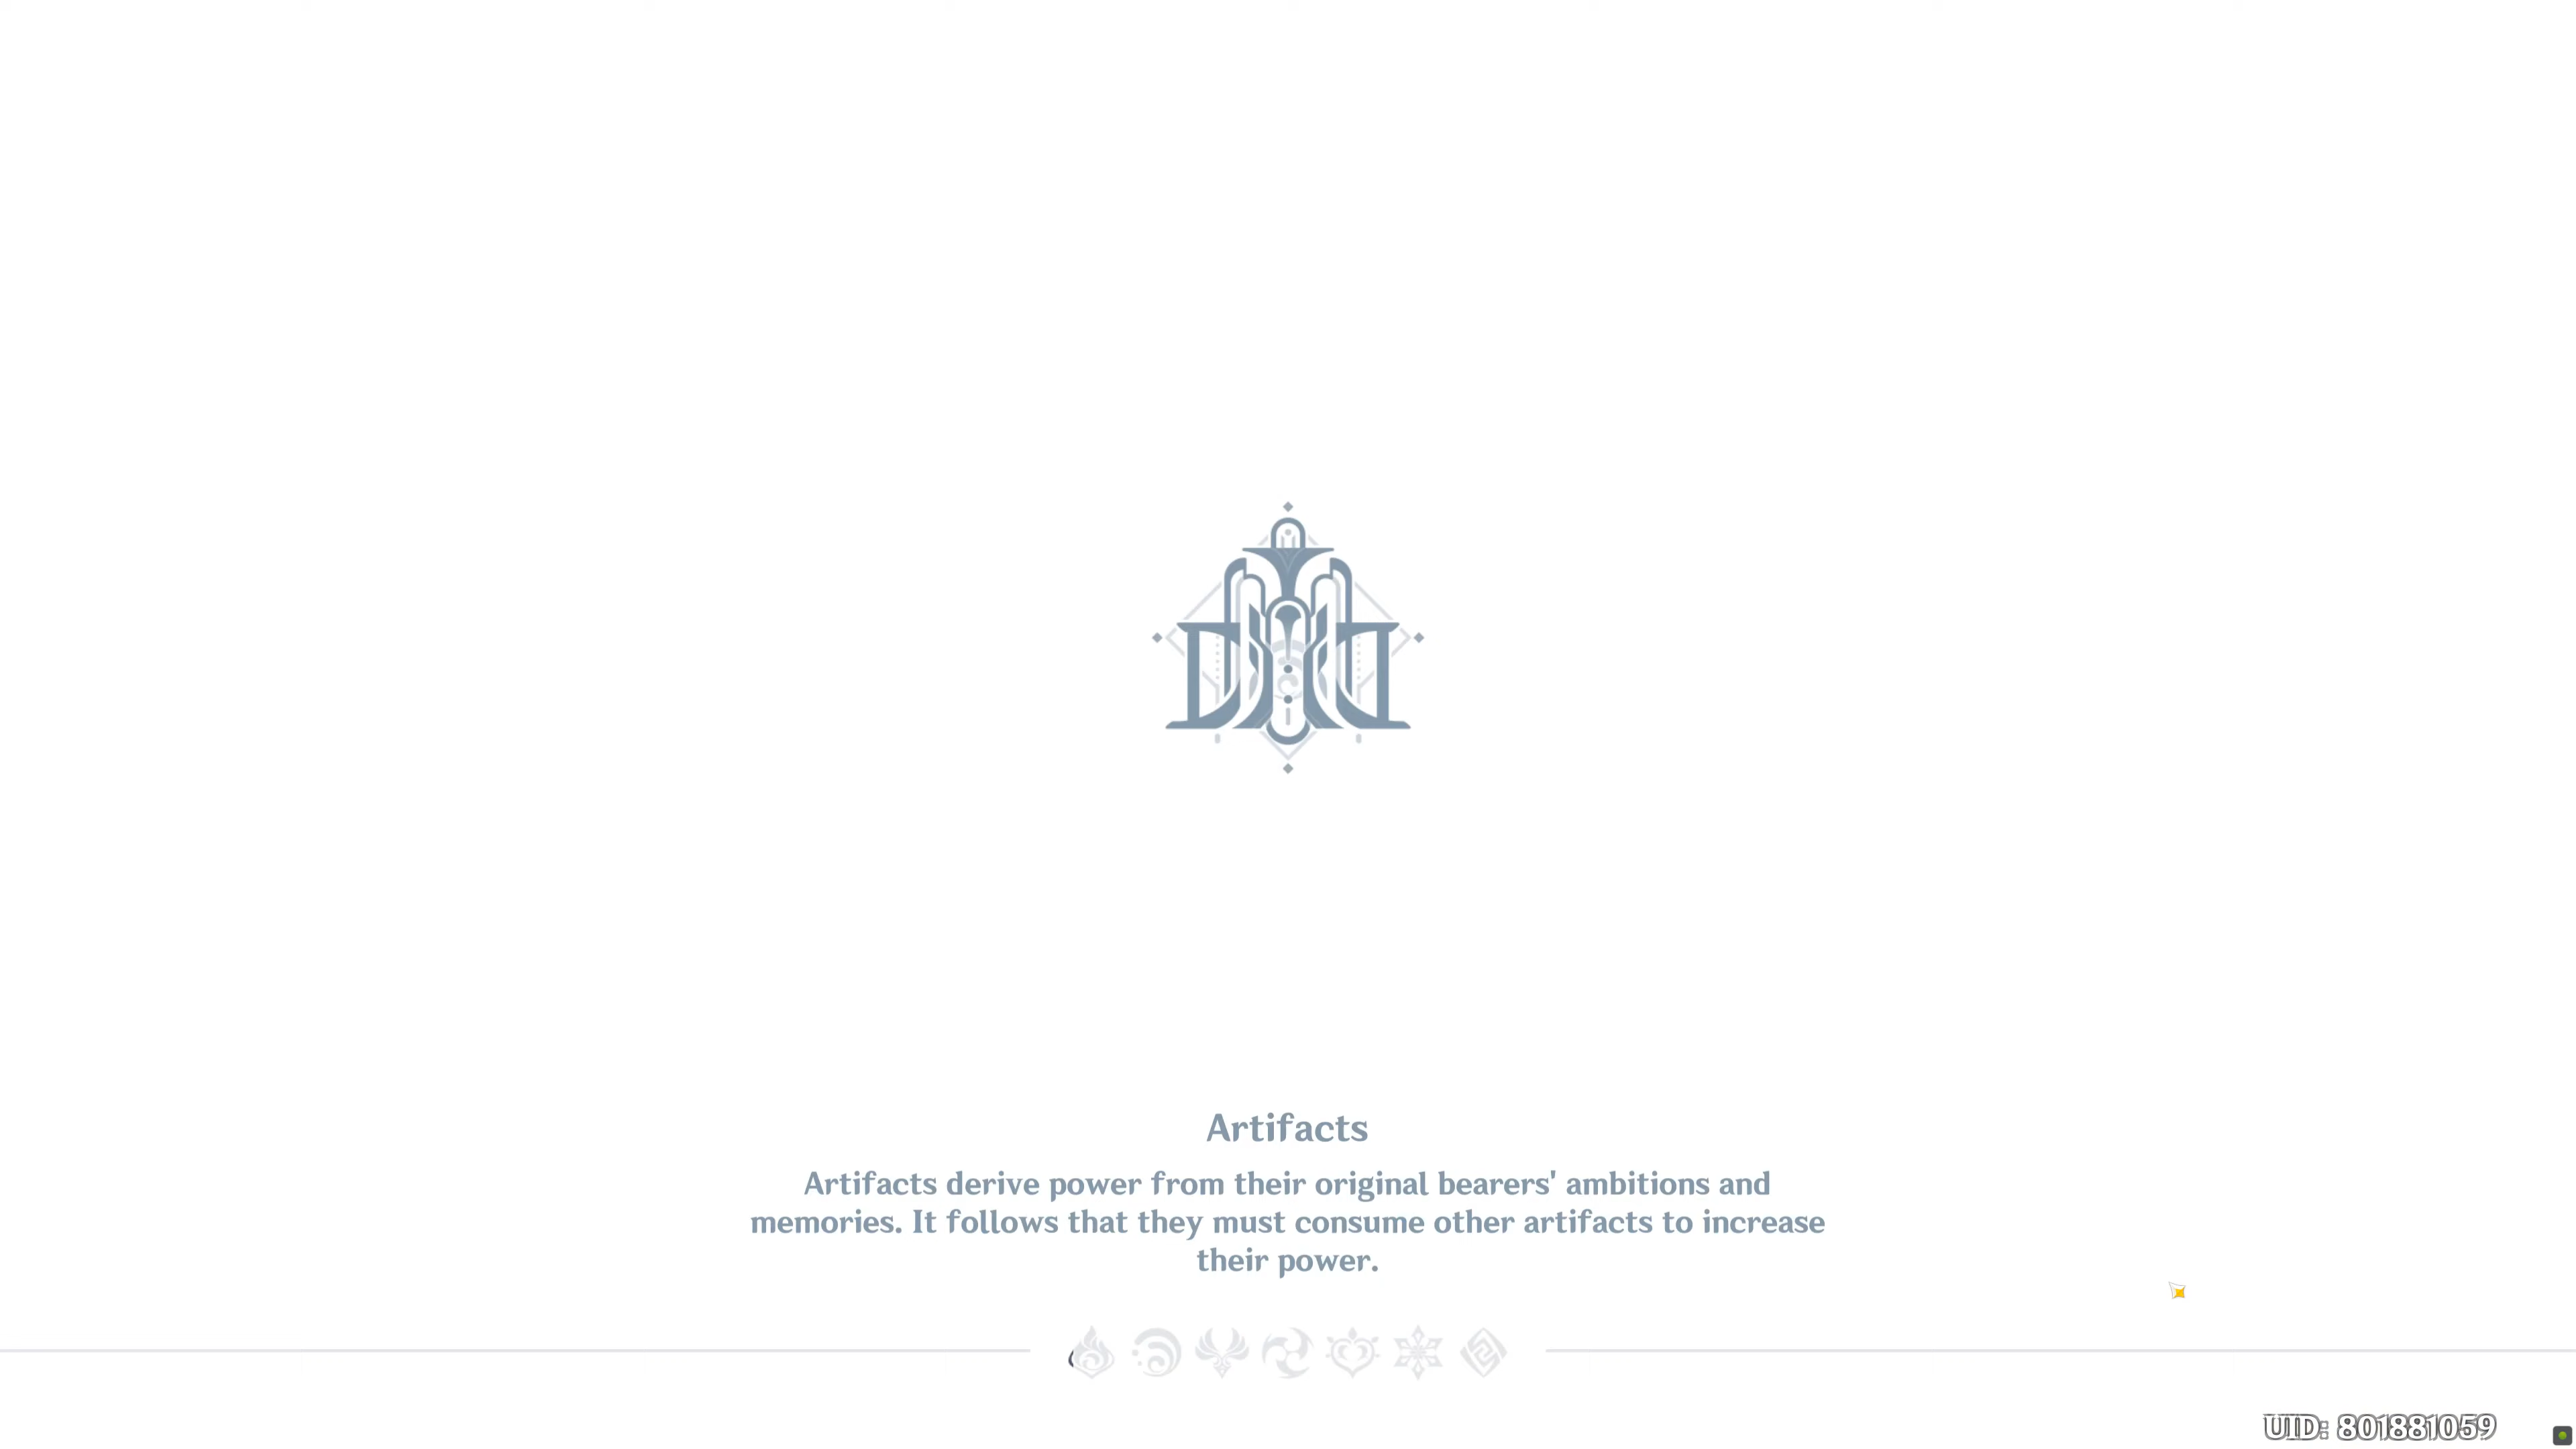 Artifacts
Artifacts derive power from their original bearers' ambitions and
memories. It follows that they must consume other artifacts to increase
their power.
UID: 801881059